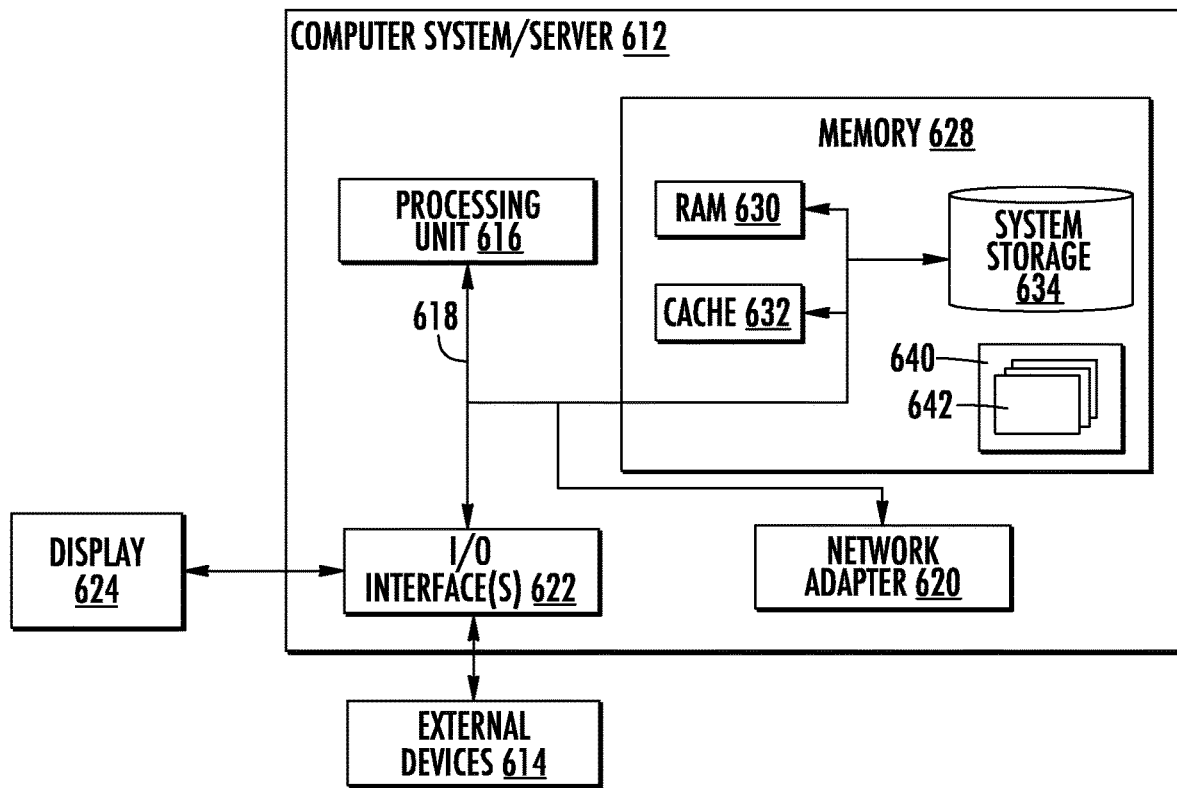 COMPUTER SYSTEM/SERVER 612
MEMORY 628
PROCESSING
UNIT 616
RAM 630
SYSTEM
STORAGE
634
CACHE 632
618
640
642
DISPLAY
624
I/O
INTERFACE(S) 622
NETWORK
ADAPTER 620
EXTERNAL
DEVICES 614